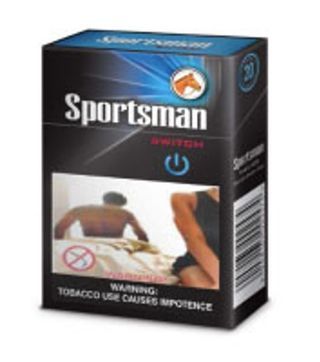 20
Sportsman
SWITCH
Sportsman
WARNING:
TOBACCO USE CAUSES IMPOTENCE